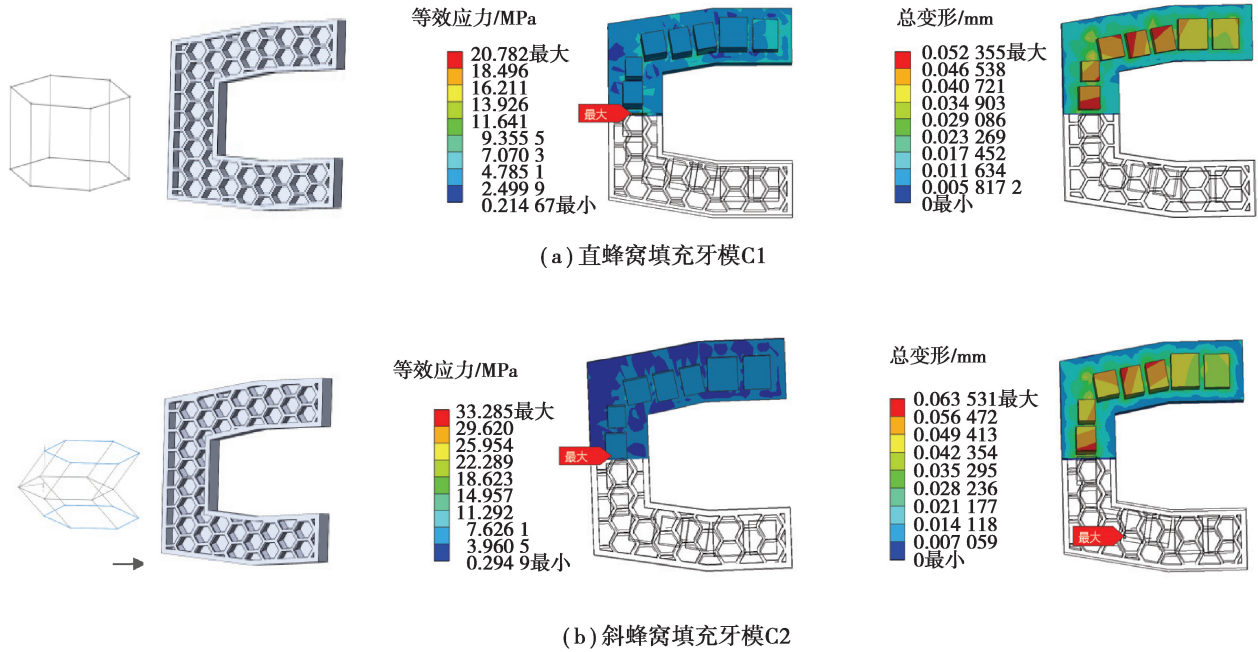 等效应力/MPa
20.782最大
18.496
16.211
13.926
11.641
9.355 5
7.070 3
4.785 1
2.499 9
0.214 67最小
最大
总变形/mm
0.052 355最大
0.046 538
0.040 721
0.034 903
0.029 086
0.023 269
0.017 452
0.011 634
0.005 817 2
0最小
(a)直蜂窝填充牙模C1
等效应力/MPa
33.285最大
29.620
25.954
22.289
18.623
14.957
11.292
7.626 1
3.960 5
0.294 9最小
最大
总变形/mm
0.063 531最大
0.056 472
0.049 413
0.042 354
0.035 295
0.028 236
0.021 177
0.014 118
0.007 059
0最小
最大
(b)斜蜂窝填充牙模C2